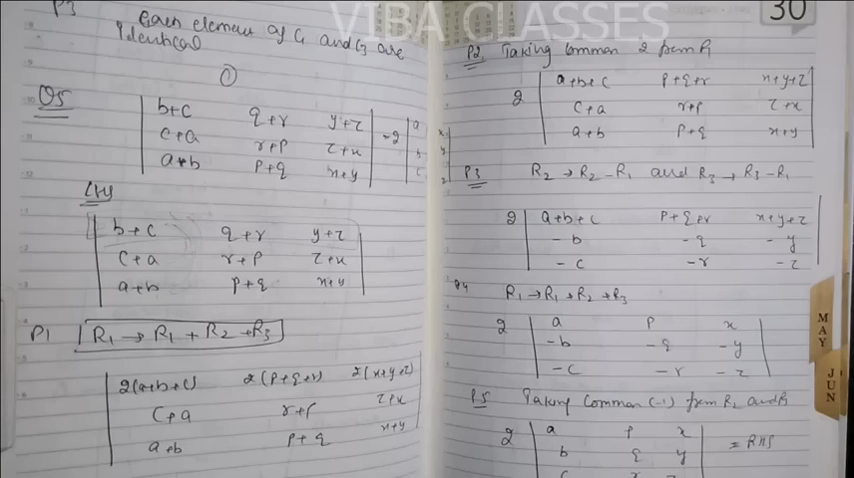 VIBA CLASSES
P3 Each element of C1 and C3 are
identical
①
Q5
b+c q+r y+z
c+a r+p z+x
a+b p+q x+y
= 2
a x
b y
c z
LHS
b+c q+r y+z
c+a r+p z+x
a+b p+q x+y
P1 R1 → R1 + R2 + R3
2(a+b+c) 2(p+q+r) 2(x+y+z)
c+a r+p z+x
a+b p+q x+y
30
P2 Taking Common 2 from R1
2 a+b+c p+q+r x+y+z
c+a r+p z+x
a+b p+q x+y
P3 R2 → R2 - R1 and R3 → R3 - R1
2 a+b+c p+q+r x+y+z
-b -q -y
-c -r -z
P4 R1 → R1 + R2 + R3
2 a p x
-b -q -y
-c -r -z
P5 Taking Common (-1) from R2 and R3
2 a p x = RHS
b q y
c r z
MAY
JUN